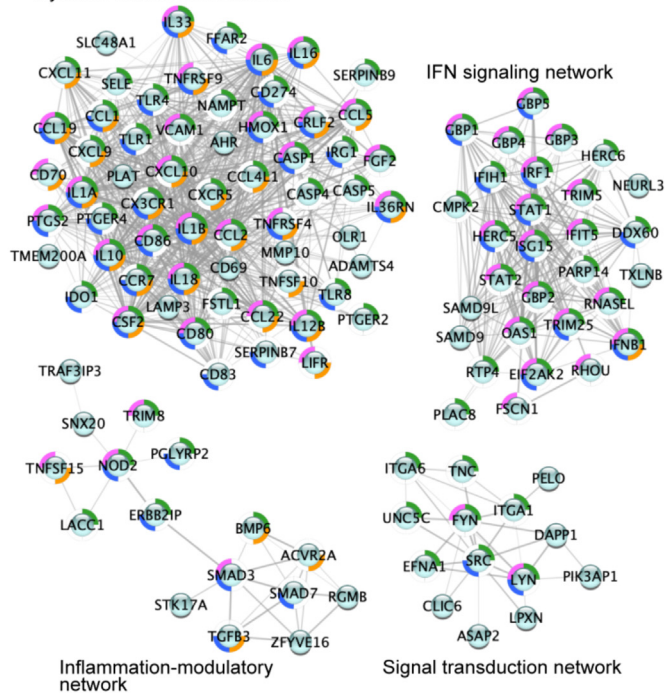 IL33
SLC48A1
FFAR2
IL6
IL16
CXCL11
SELE
TNFRSF9
SERPINB9
TLR4
NAMPT
CD274
CCL19
CCL1
TLR1
VCAM1
HMOX1
CRLF2
CCL5
CXCL9
AHR
CASP1
IRG1
FGF2
CD70
PLAT
CXCL10
CCL4L1
IL1A
CX3CR1
CXCR5
CASP4
CASP5
IL36RN
PTGS2
PTGER4
IL1B
CCL2
TNFRSF4
OLR1
CD86
TMEM200A
IL10
MMP10
ADAMTS4
CCR7
IL18
CD69
TNFSF10
IDO1
LAMP3
FSTL1
TLR8
CSF2
CD80
CCL22
IL12B
PTGER2
SERPINB7
LIFR
CD83
IFN signaling network
GBP5
GBP1
GBP4
GBP3
HERC6
IFIH1
IRF1
NEURL3
CMPK2
STAT1
TRIM5
HERC5
ISG15
IFIT5
DDX60
STAT2
PARP14
TXLNB
GBP2
RNASEL
SAMD9L
SAMD9
OAS1
TRIM25
IFNB1
RTP4
EIF2AK2
RHOU
PLAC8
FSCN1
TRAF3IP3
SNX20
TRIM8
TNFSF15
NOD2
PGLYRP2
LACC1
ERBB2IP
BMP6
ACVR2A
SMAD3
SMAD7
RGMB
STK17A
TGFB3
ZFYVE16
Inflammation-modulatory
network
ITGA6
TNC
PELO
UNC5C
FYN
ITGA1
DAPP1
EFNA1
SRC
LYN
PIK3AP1
CLIC6
LPXN
ASAP2
Signal transduction network